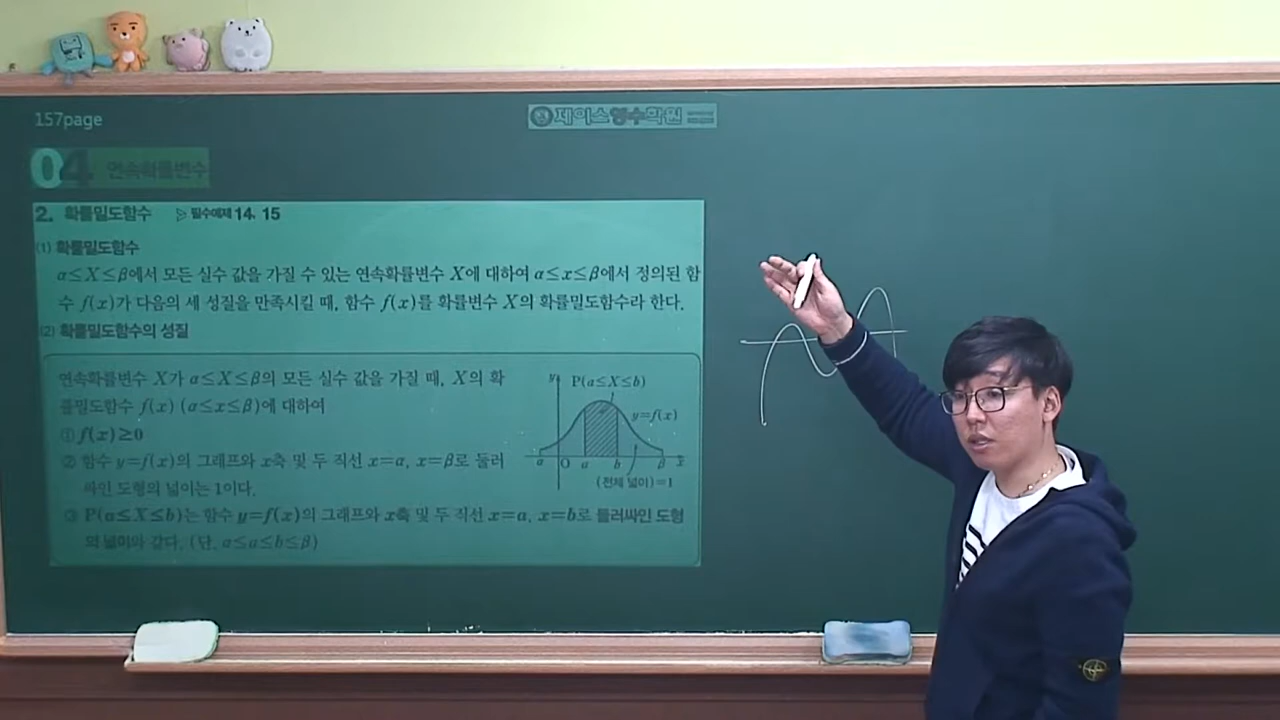 157page
제이스영수학원
04 연속확률변수
2. 확률밀도함수 ▷ 필수예제 14, 15
(1) 확률밀도함수
α≤X≤β에서 모든 실수 값을 가질 수 있는 연속확률변수 X에 대하여 α≤x≤β에서 정의된 함
수 f(x)가 다음의 세 성질을 만족시킬 때, 함수 f(x)를 확률변수 X의 확률밀도함수라 한다.
(2) 확률밀도함수의 성질
연속확률변수 X가 α≤X≤β의 모든 실수 값을 가질 때, X의 확
률밀도함수 f(x) (α≤x≤β)에 대하여
① f(x)≥0
② 함수 y=f(x)의 그래프와 x축 및 두 직선 x=α, x=β로 둘러
싸인 도형의 넓이는 1이다.
③ P(a≤X≤b)는 함수 y=f(x)의 그래프와 x축 및 두 직선 x=a, x=b로 둘러싸인 도형
의 넓이와 같다. (단, α≤a≤b≤β)
y P(a≤X≤b)
y=f(x)
α O a b β x
(전체 넓이)=1